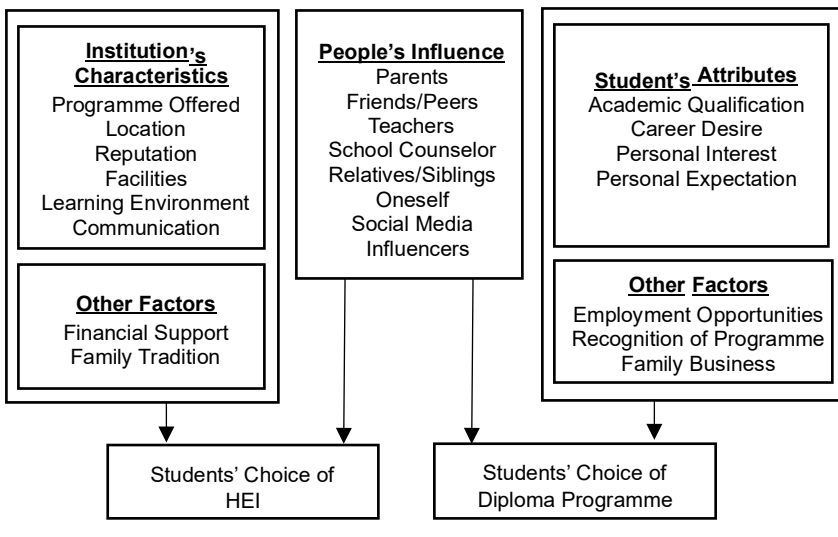 Institution's
Characteristics
Programme Offered
Location
Reputation
Facilities
Learning Environment
Communication
Other Factors
Financial Support
Family Tradition
People's Influence
Parents
Friends/Peers
Teachers
School Counselor
Relatives/Siblings
Oneself
Social Media
Influencers
Student's Attributes
Academic Qualification
Career Desire
Personal Interest
Personal Expectation
Other Factors
Employment Opportunities
Recognition of Programme
Family Business
Students' Choice of
HEI
Students' Choice of
Diploma Programme